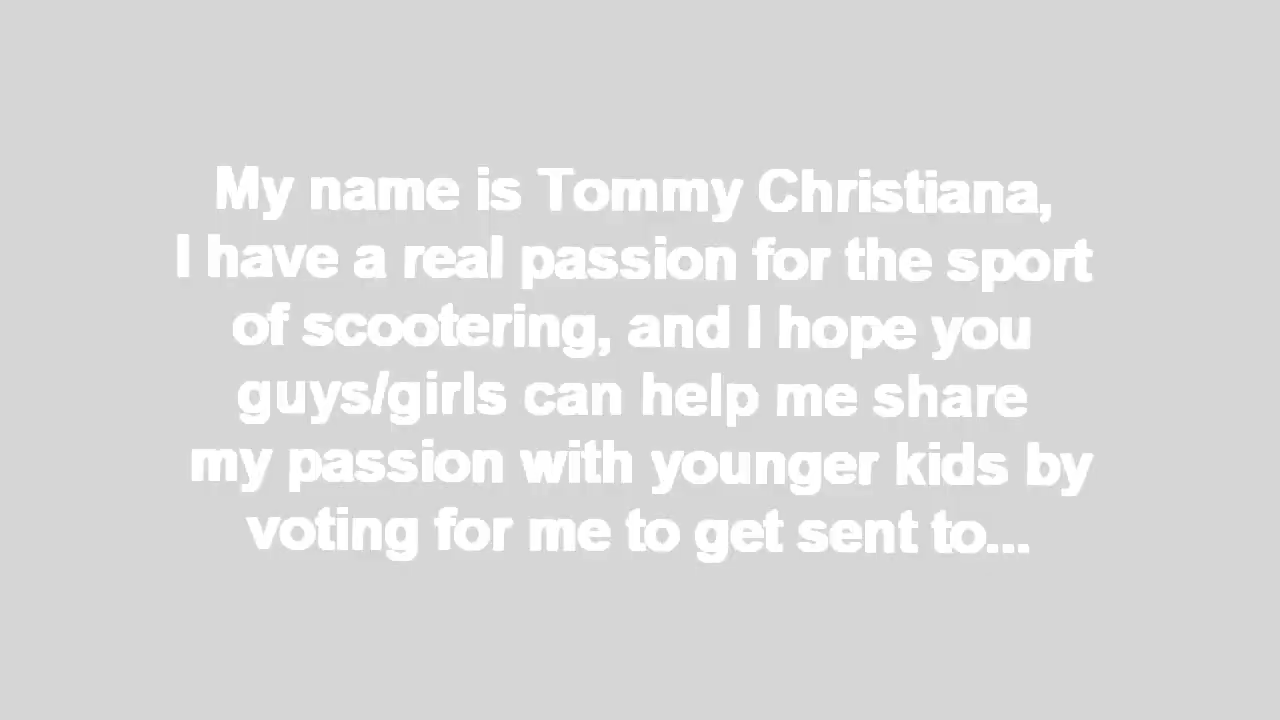 My name is Tommy Christiana,
I have a real passion for the sport
of scootering, and I hope you
guys/girls can help me share
my passion with younger kids by
voting for me to get sent to...